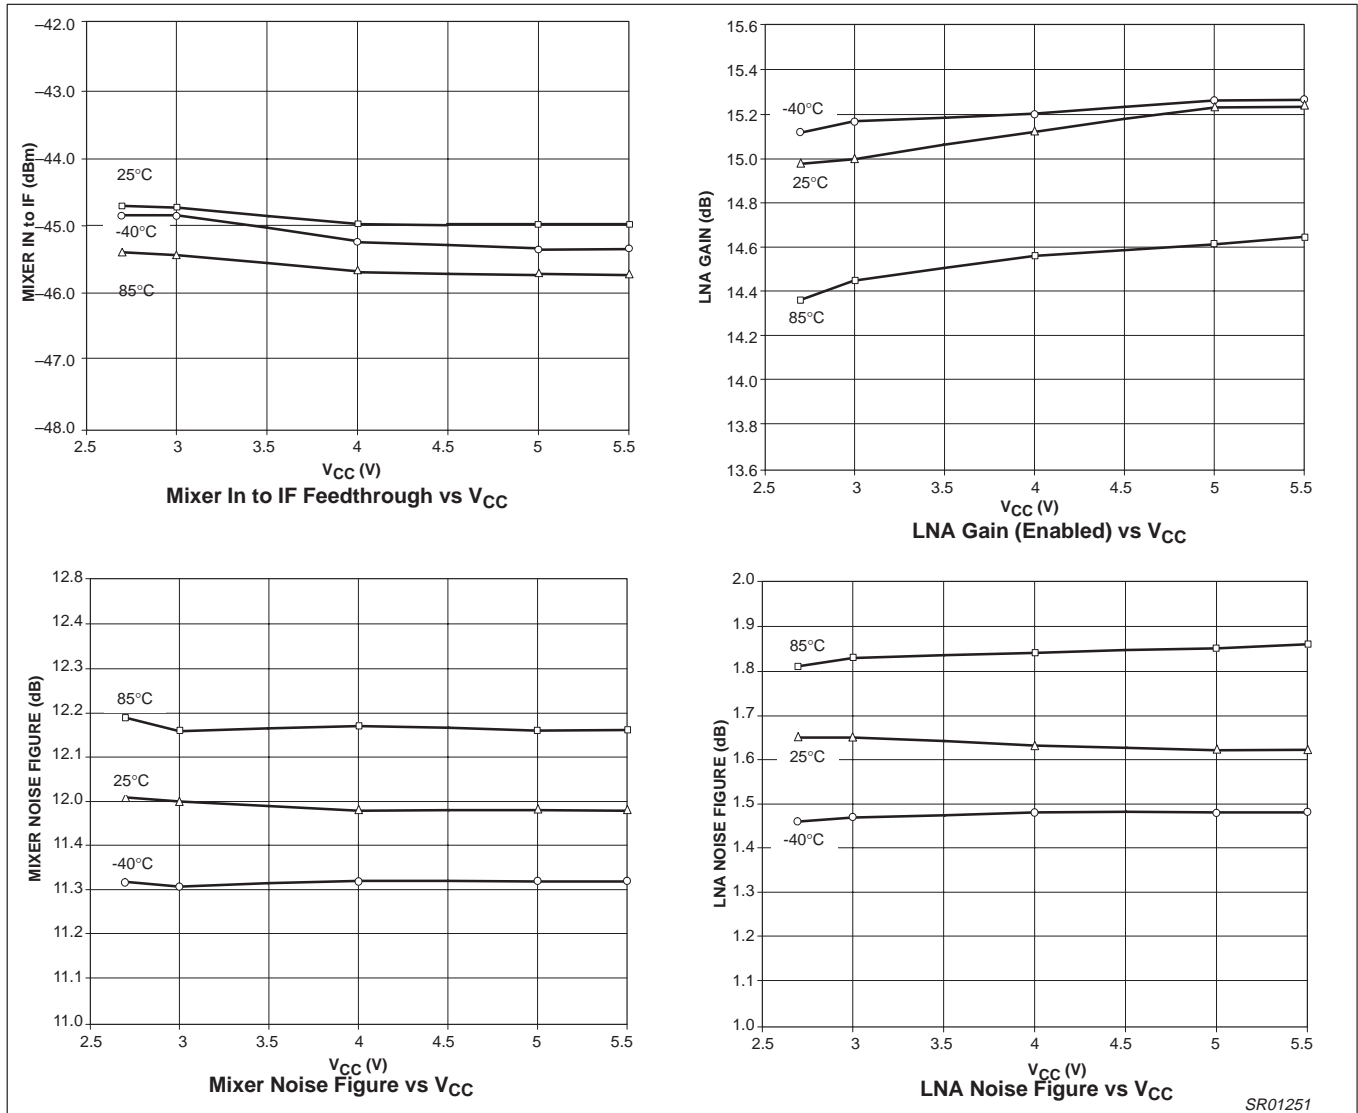 MIXER IN to IF (dBm)
–42.0
–43.0
–44.0
–45.0
–46.0
–47.0
–48.0
25°C
-40°C
85°C
2.5 3 3.5 4 4.5 5 5.5
VCC (V)
Mixer In to IF Feedthrough vs VCC
LNA GAIN (dB)
15.6
15.4
15.2
15.0
14.8
14.6
14.4
14.2
14.0
13.8
13.6
-40°C
25°C
85°C
2.5 3 3.5 4 4.5 5 5.5
VCC (V)
LNA Gain (Enabled) vs VCC
MIXER NOISE FIGURE (dB)
12.8
12.4
12.3
12.2
12.1
12.0
11.4
11.3
11.2
11.1
11.0
85°C
25°C
-40°C
2.5 3 3.5 4 4.5 5 5.5
VCC (V)
Mixer Noise Figure vs VCC
LNA NOISE FIGURE (dB)
2.0
1.9
1.8
1.7
1.6
1.5
1.4
1.3
1.2
1.1
1.0
85°C
25°C
-40°C
2.5 3 3.5 4 4.5 5 5.5
VCC (V)
LNA Noise Figure vs VCC
SR01251